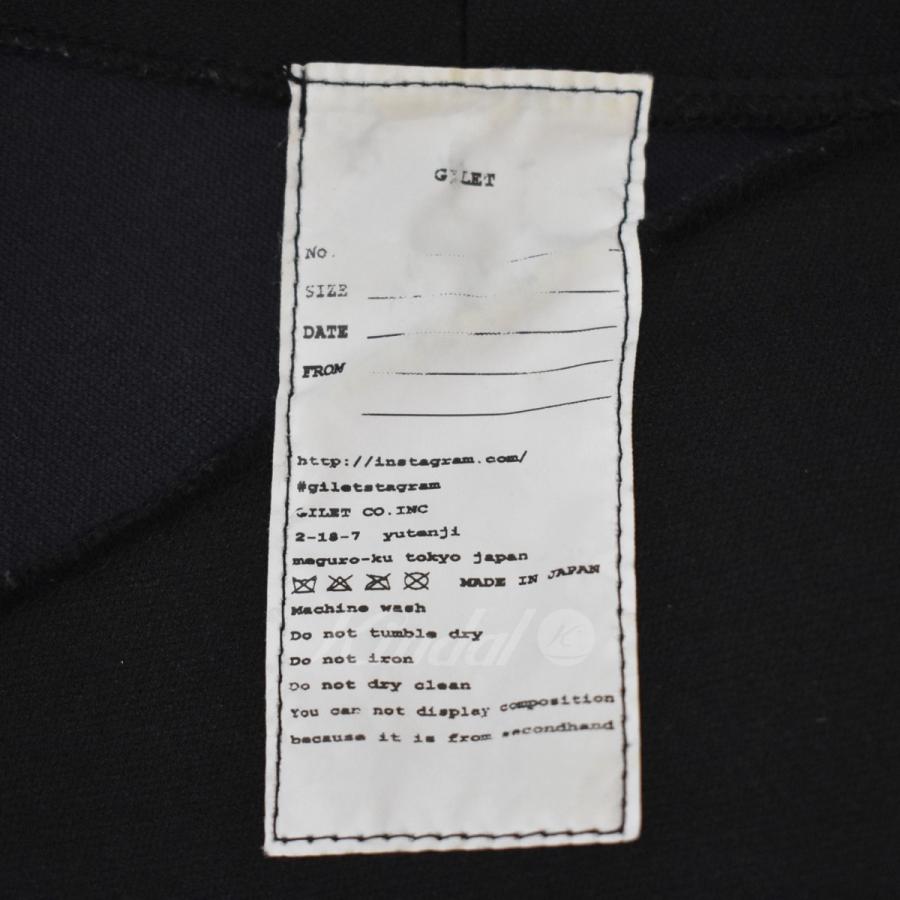 GILET
No.
SIZE
DATE
FROM
http://instagram.com/
#giletstagram
GILET CO.INC
2-18-7 yutenji
meguro-ku tokyo japan
MADE IN JAPAN
Machine wash
Do not tumble dry
Do not iron
Do not dry clean
You can not display composition
because it is from secondhand
Kindal K